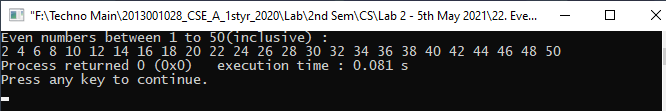 "F:\Techno Main\2013001028_CSE_A_1styr_2020\Lab\2nd Sem\CS\Lab 2 - 5th May 2021\22. Eve...
Even numbers between 1 to 50(inclusive) :
2 4 6 8 10 12 14 16 18 20 22 24 26 28 30 32 34 36 38 40 42 44 46 48 50
Process returned 0 (0x0)   execution time : 0.081 s
Press any key to continue.